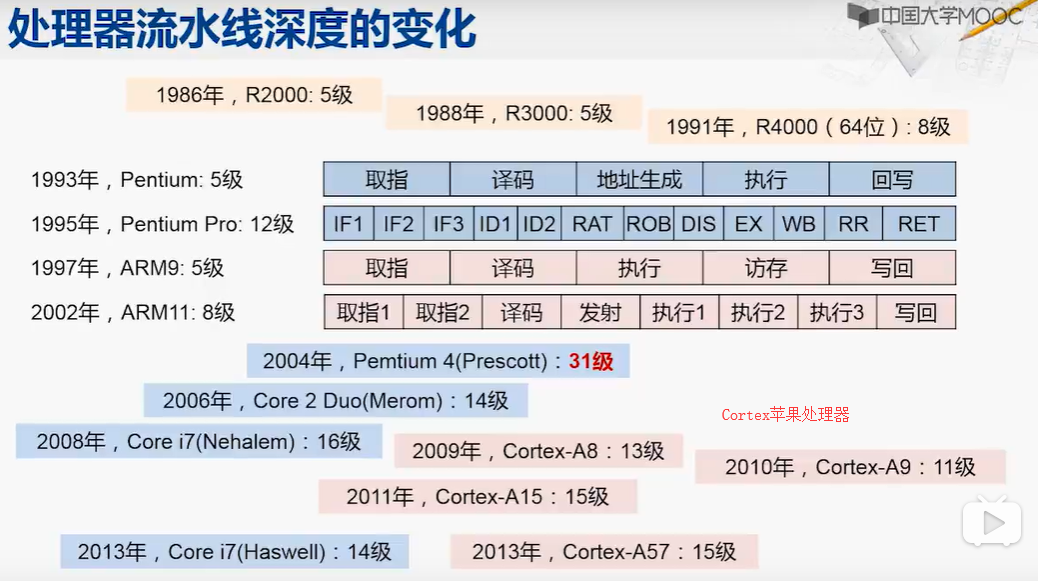 处理器流水线深度的变化
中国大学MOOC
1986年，R2000: 5级
1988年，R3000: 5级
1991年，R4000（64位）: 8级
1993年，Pentium: 5级
取指 译码 地址生成 执行 回写
1995年，Pentium Pro: 12级
IF1 IF2 IF3 ID1 ID2 RAT ROB DIS EX WB RR RET
1997年，ARM9: 5级
取指 译码 执行 访存 写回
2002年，ARM11: 8级
取指1 取指2 译码 发射 执行1 执行2 执行3 写回
2004年，Pemtium 4(Prescott)：31级
2006年，Core 2 Duo(Merom)：14级
Cortex苹果处理器
2008年，Core i7(Nehalem)：16级
2009年，Cortex-A8：13级
2010年，Cortex-A9：11级
2011年，Cortex-A15：15级
2013年，Core i7(Haswell)：14级
2013年，Cortex-A57：15级